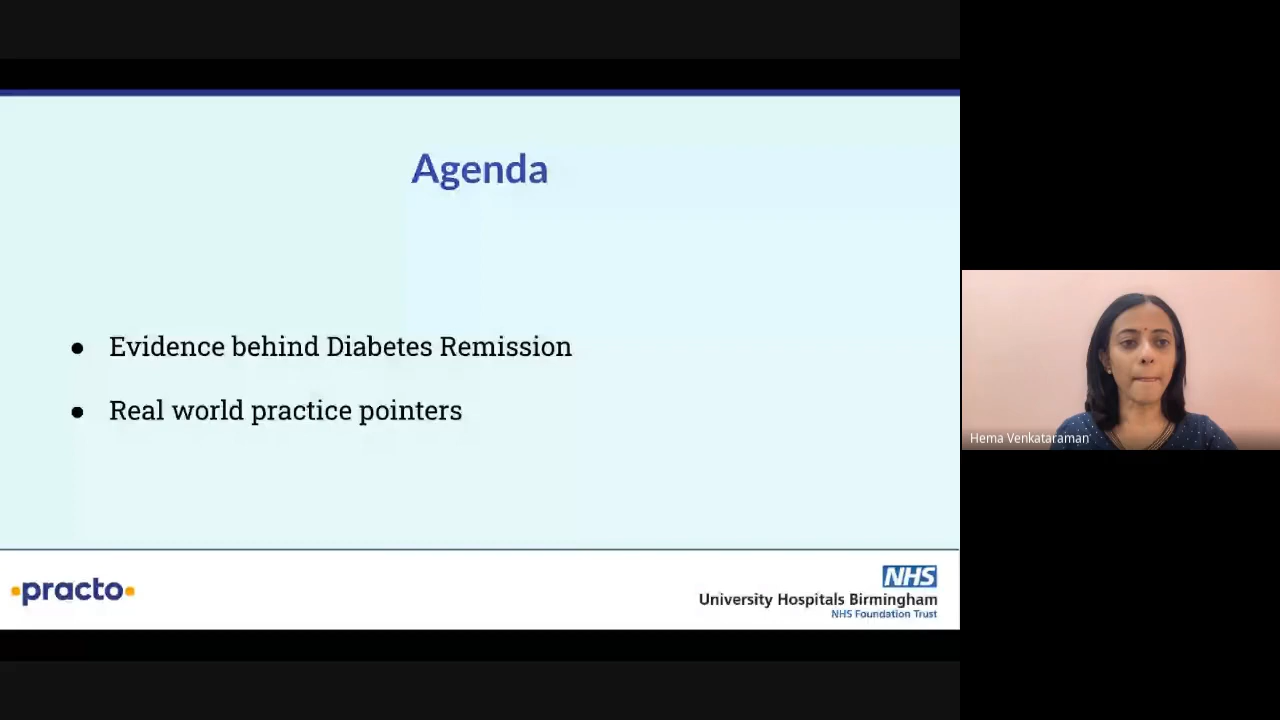 Agenda
● Evidence behind Diabetes Remission
● Real world practice pointers
practo
NHS
University Hospitals Birmingham
NHS Foundation Trust
Hema Venkataraman